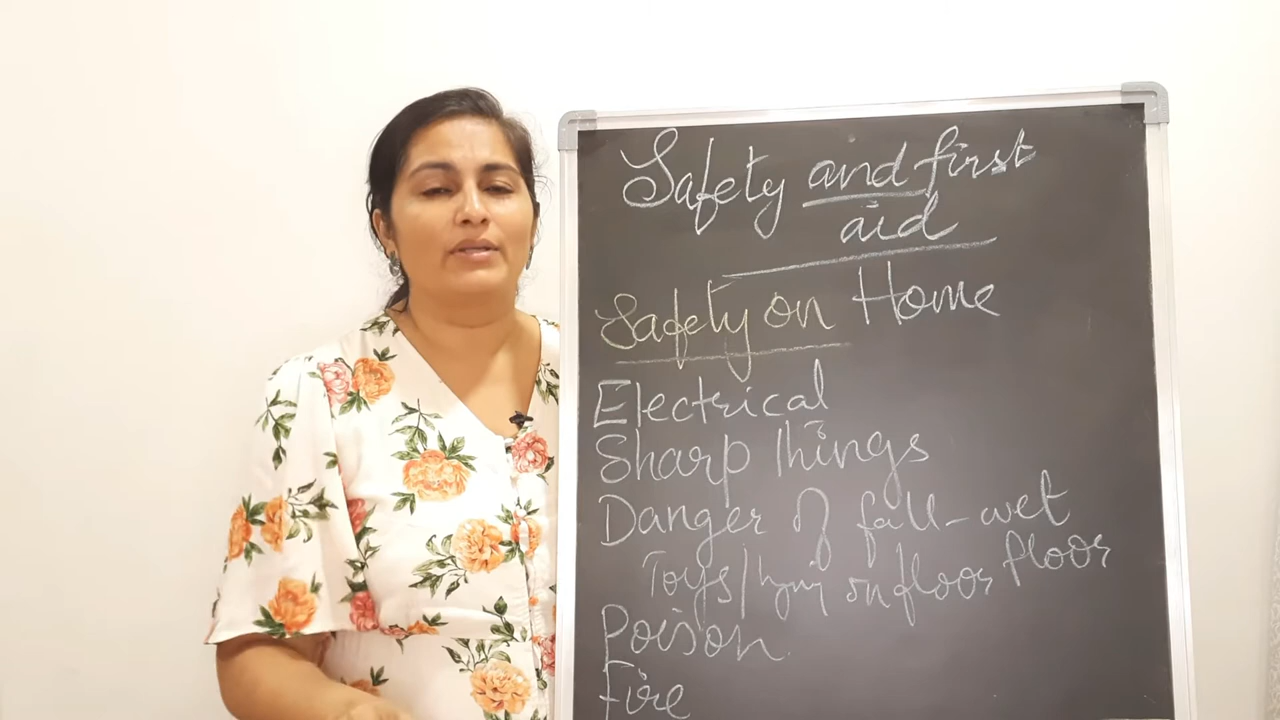 Safety and first
aid
Safety on Home
Electrical
Sharp things
Danger of fall - wet
floor
Toys/lying on floor
Poison
Fire